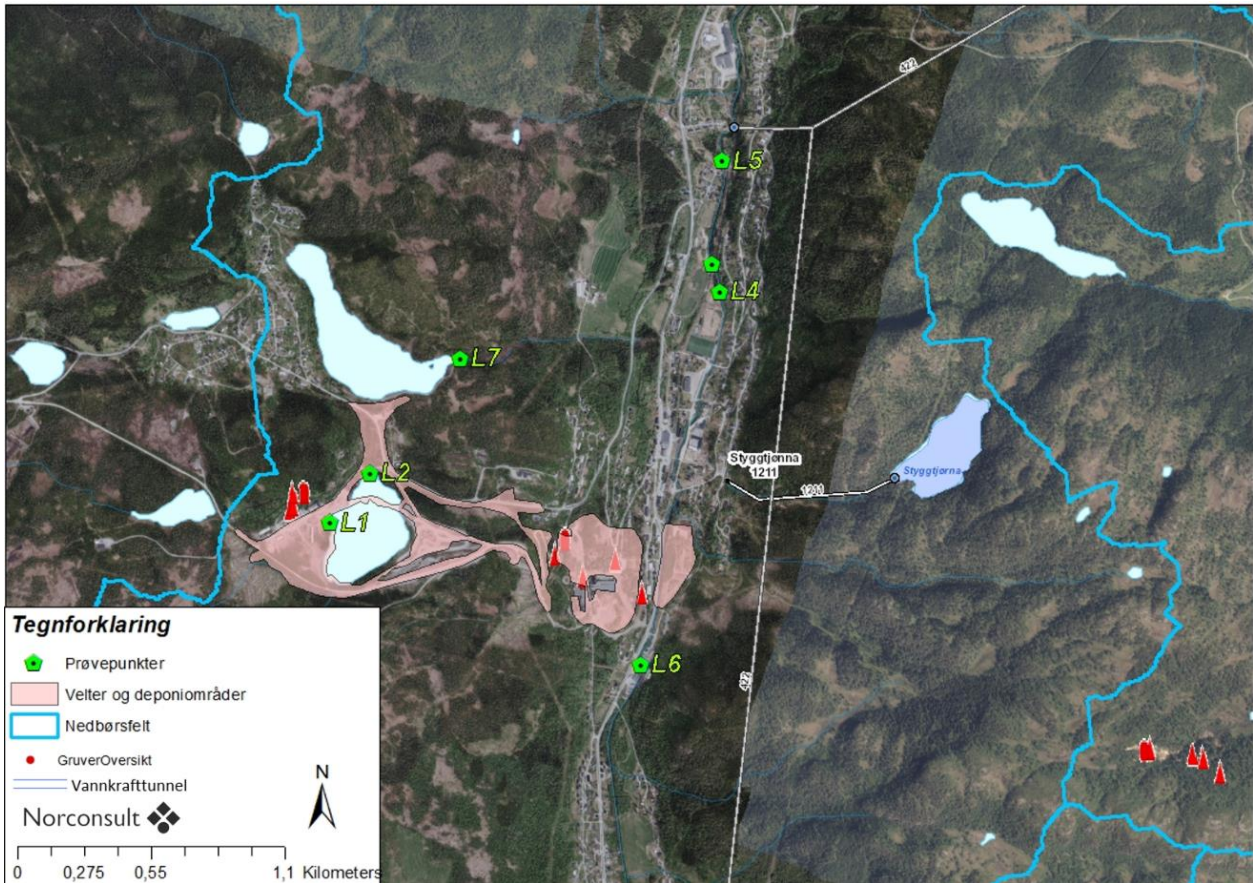 422
L5
L4
L7
Styggtjønna
1211
Styggtjørna
1211
L2
L1
L6
422
Tegnforklaring
Prøvepunkter
Velter og deponiområder
Nedbørsfelt
GruverOversikt
Vannkrafttunnel
Norconsult
N
0 0,275 0,55 1,1 Kilometers